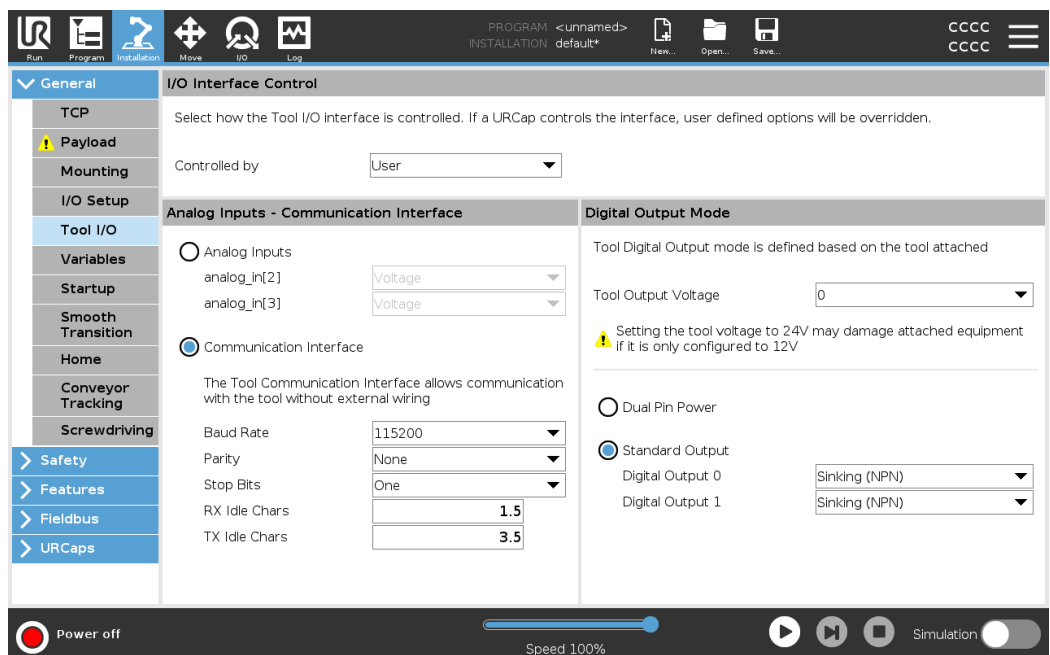 PROGRAM <unnamed>
INSTALLATION default*
UR
Run
Program
Installation
Move
I/O
Log
New...
Open...
Save...
CCCC
CCCC
General
TCP
Payload
Mounting
I/O Setup
Tool I/O
Variables
Startup
Smooth
Transition
Home
Conveyor
Tracking
Screwdriving
Safety
Features
Fieldbus
URCaps
I/O Interface Control
Select how the Tool I/O interface is controlled. If a URCap controls the interface, user defined options will be overridden.
Controlled by User
Analog Inputs - Communication Interface
Analog Inputs
analog_in[2] Voltage
analog_in[3] Voltage
Communication Interface
The Tool Communication Interface allows communication
with the tool without external wiring
Baud Rate 115200
Parity None
Stop Bits One
RX Idle Chars 1.5
TX Idle Chars 3.5
Digital Output Mode
Tool Digital Output mode is defined based on the tool attached
Tool Output Voltage 0
Setting the tool voltage to 24V may damage attached equipment
if it is only configured to 12V
Dual Pin Power
Standard Output
Digital Output 0 Sinking (NPN)
Digital Output 1 Sinking (NPN)
Power off
Speed 100%
Simulation